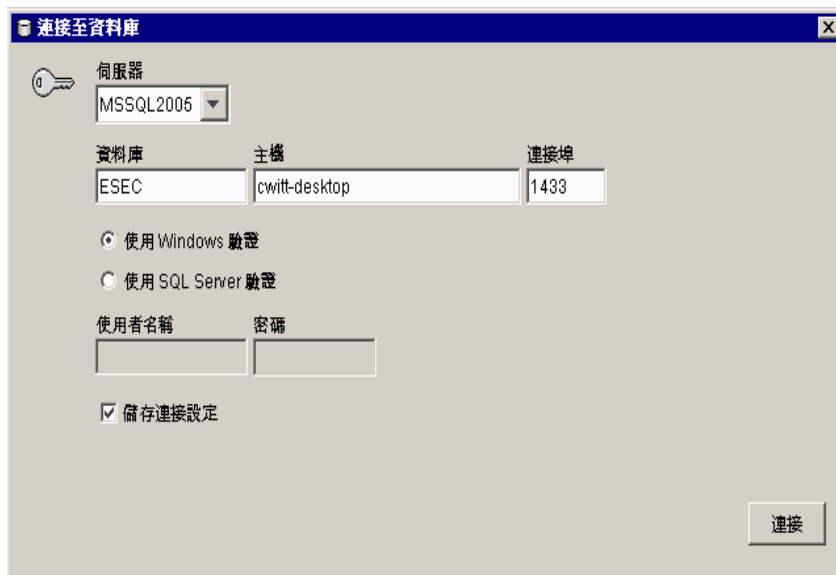 連接至資料庫
伺服器
MSSQL2005
資料庫 主機 連接埠
ESEC cwitt-desktop 1433
使用 Windows 驗證
使用 SQL Server 驗證
使用者名稱 密碼
儲存連接設定
連接